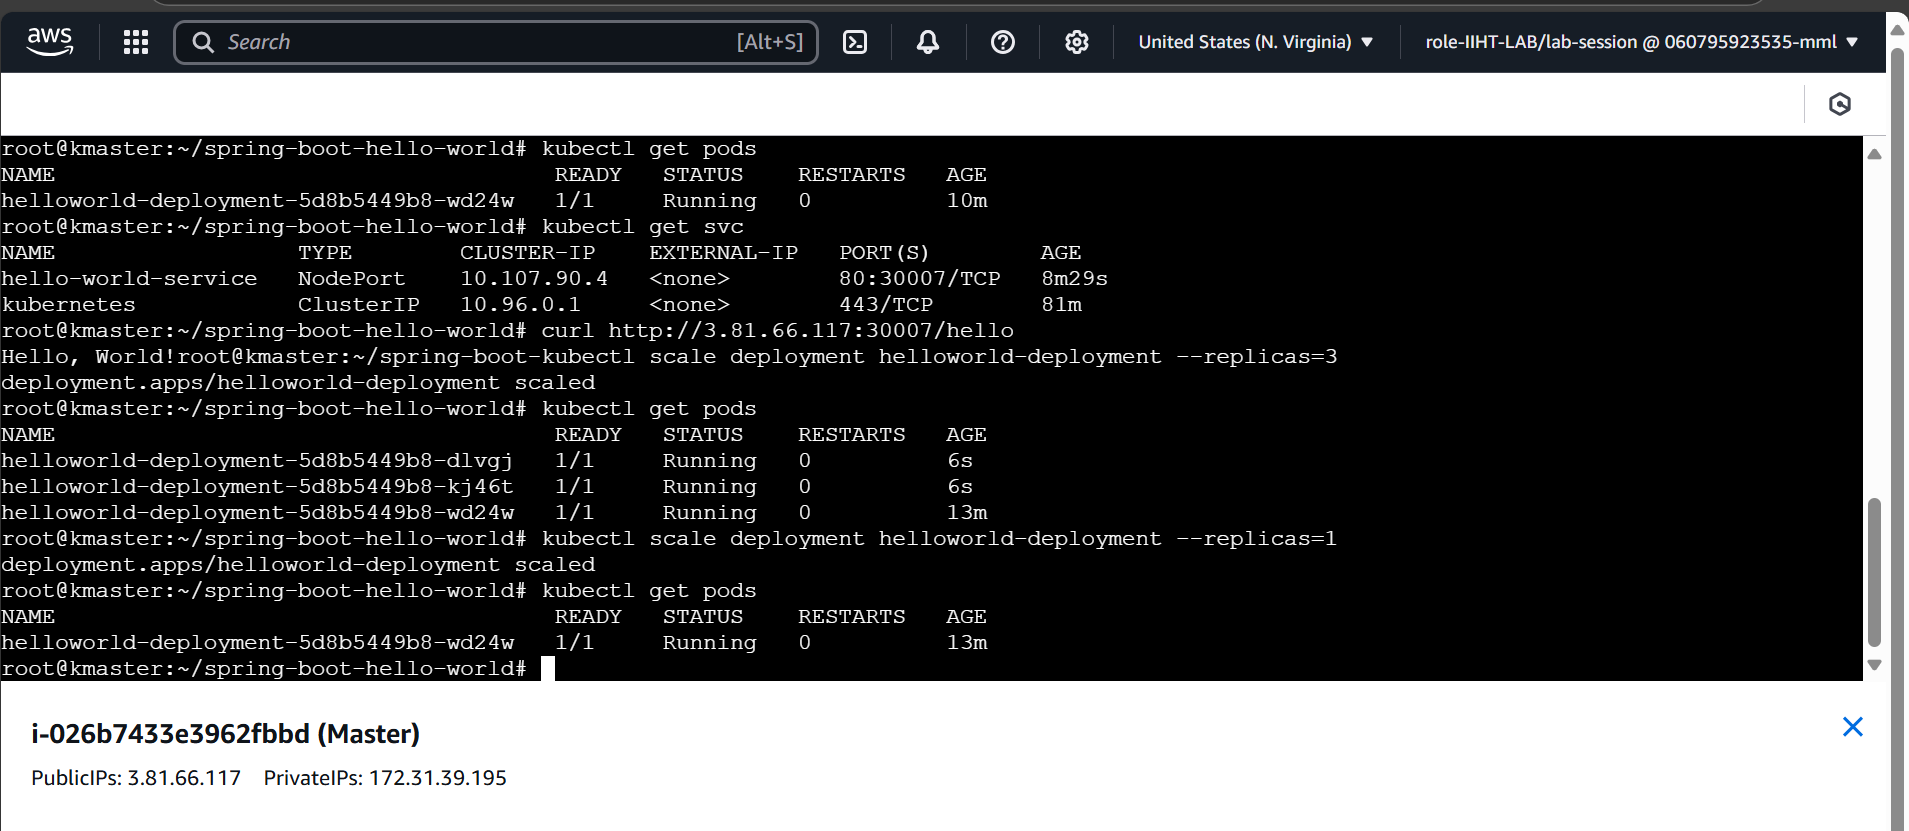 aws
Search [Alt+S] United States (N. Virginia) role-IIHT-LAB/lab-session @ 060795923535-mml
root@kmaster:~/spring-boot-hello-world# kubectl get pods
NAME READY STATUS RESTARTS AGE
helloworld-deployment-5d8b5449b8-wd24w 1/1 Running 0 10m
root@kmaster:~/spring-boot-hello-world# kubectl get svc
NAME TYPE CLUSTER-IP EXTERNAL-IP PORT(S) AGE
hello-world-service NodePort 10.107.90.4 <none> 80:30007/TCP 8m29s
kubernetes ClusterIP 10.96.0.1 <none> 443/TCP 81m
root@kmaster:~/spring-boot-hello-world# curl http://3.81.66.117:30007/hello
Hello, World!root@kmaster:~/spring-boot-kubectl scale deployment helloworld-deployment --replicas=3
deployment.apps/helloworld-deployment scaled
root@kmaster:~/spring-boot-hello-world# kubectl get pods
NAME READY STATUS RESTARTS AGE
helloworld-deployment-5d8b5449b8-dlvgj 1/1 Running 0 6s
helloworld-deployment-5d8b5449b8-kj46t 1/1 Running 0 6s
helloworld-deployment-5d8b5449b8-wd24w 1/1 Running 0 13m
root@kmaster:~/spring-boot-hello-world# kubectl scale deployment helloworld-deployment --replicas=1
deployment.apps/helloworld-deployment scaled
root@kmaster:~/spring-boot-hello-world# kubectl get pods
NAME READY STATUS RESTARTS AGE
helloworld-deployment-5d8b5449b8-wd24w 1/1 Running 0 13m
root@kmaster:~/spring-boot-hello-world#
i-026b7433e3962fbbd (Master)
PublicIPs: 3.81.66.117 PrivateIPs: 172.31.39.195